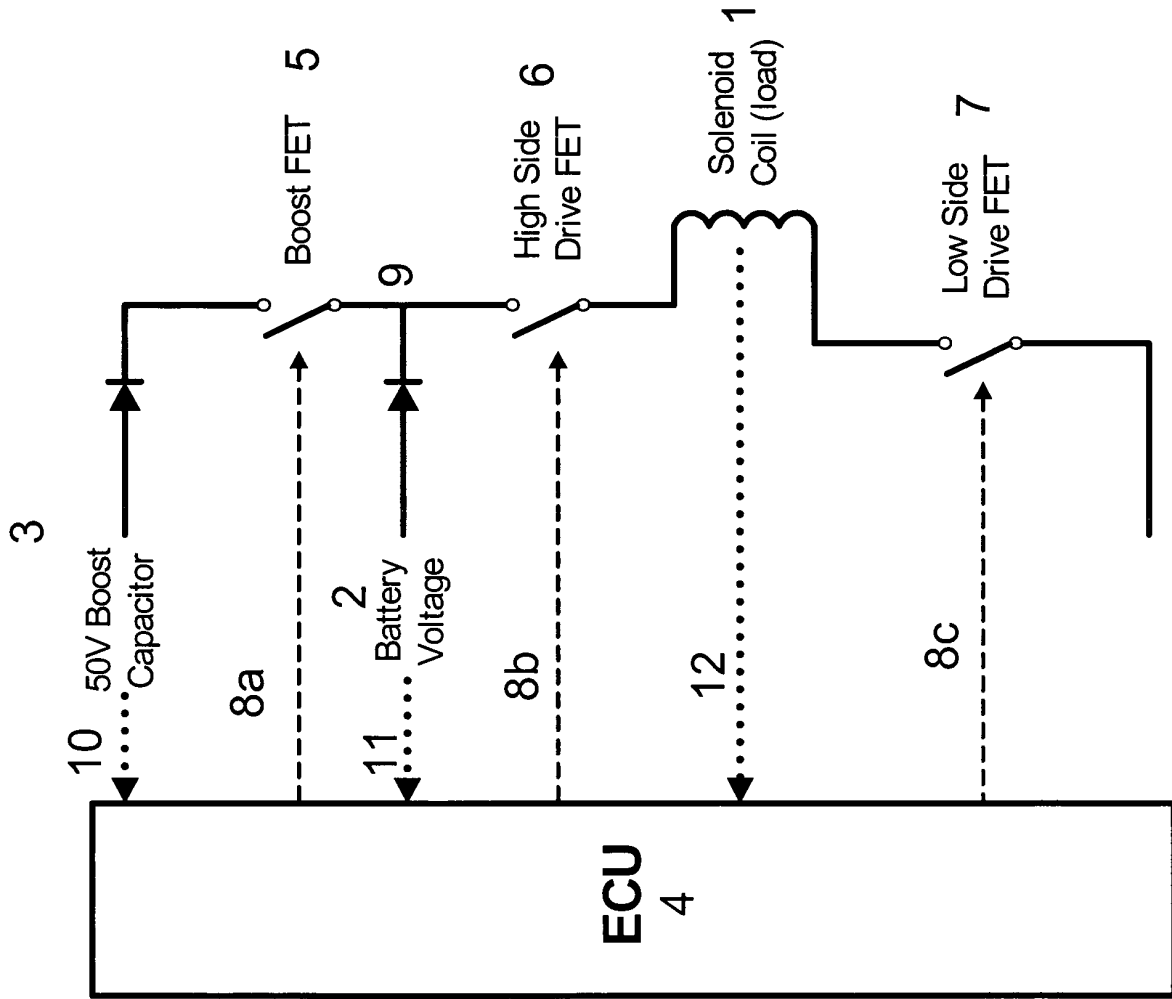 3
10
50V Boost
Capacitor
Boost FET 5
8a
9
2
Battery
Voltage
11
High Side 6
Drive FET
8b
Solenoid 1
Coil (load)
12
Low Side 7
Drive FET
8c
ECU
4